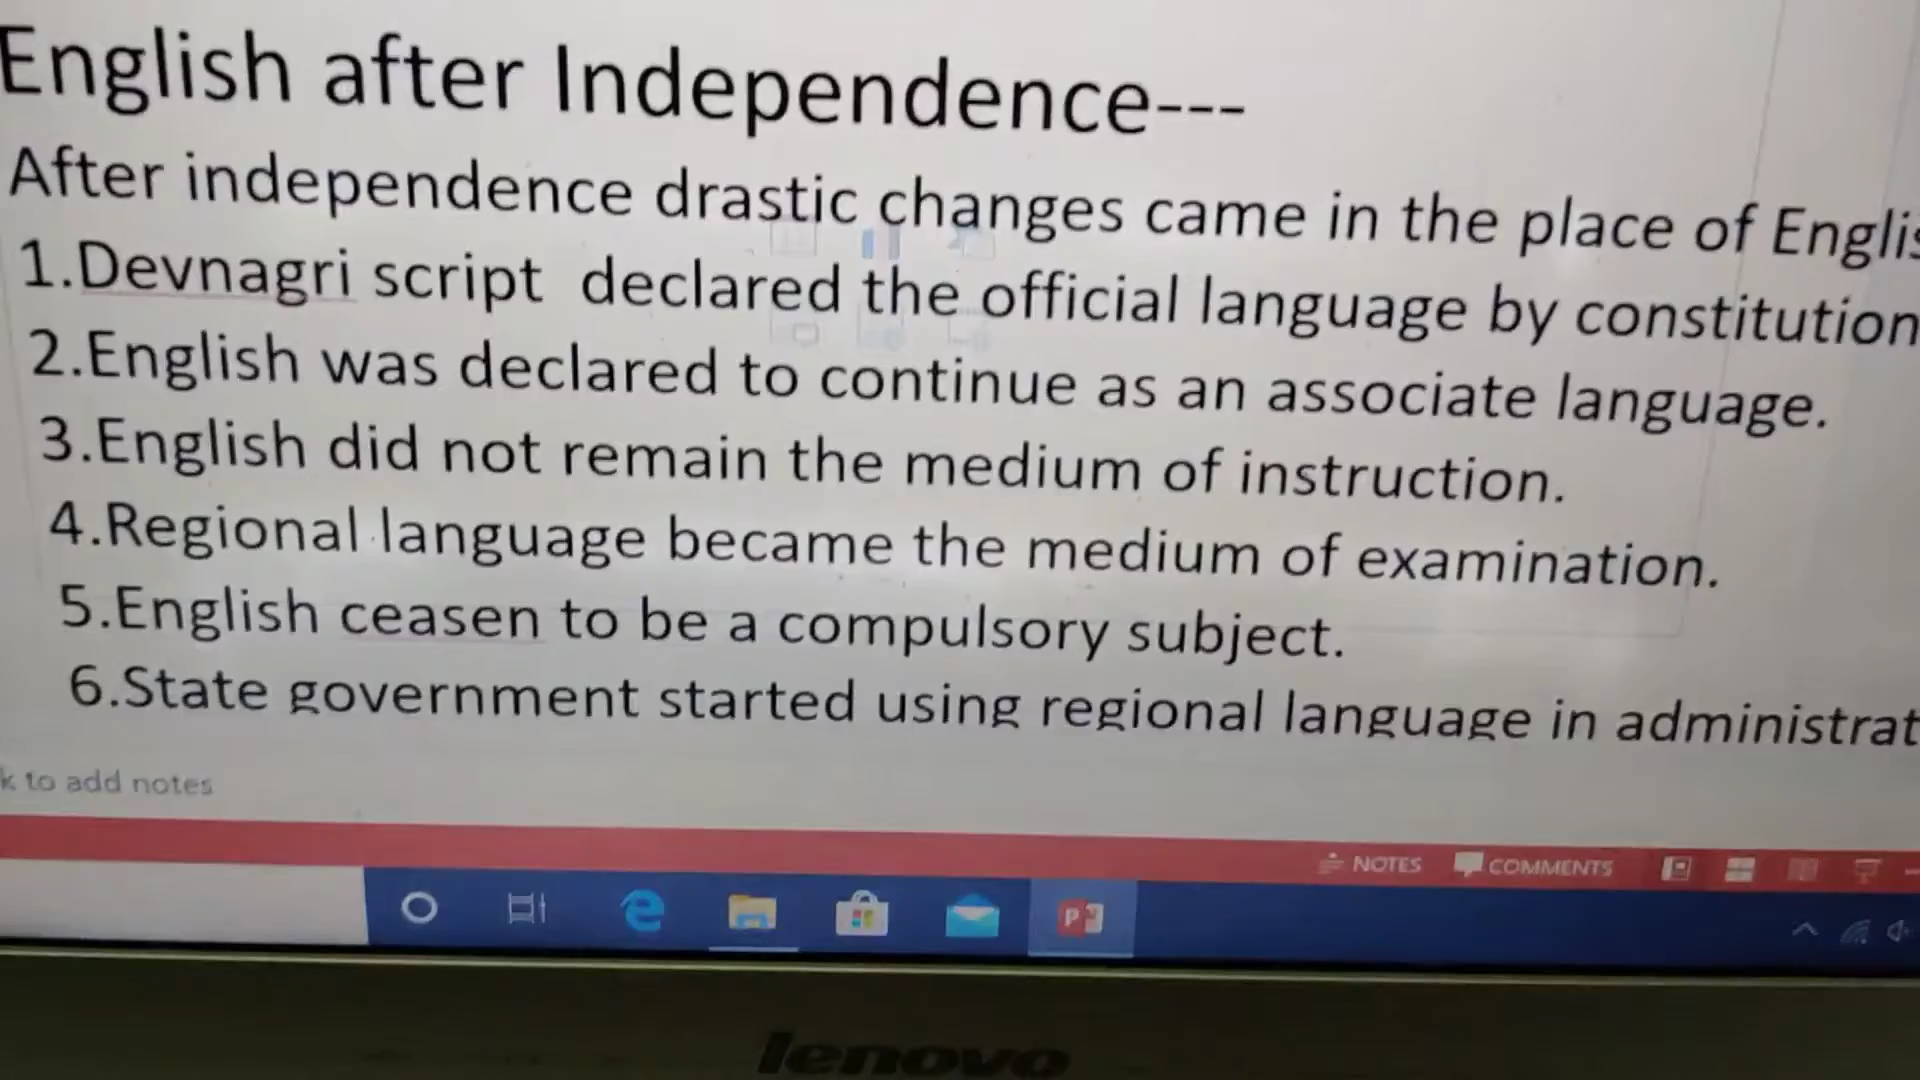 English after Independence---
After independence drastic changes came in the place of Englis
1.Devnagri script declared the official language by constitution
2.English was declared to continue as an associate language.
3.English did not remain the medium of instruction.
4.Regional language became the medium of examination.
5.English ceasen to be a compulsory subject.
6.State government started using regional language in administrat
k to add notes
NOTES COMMENTS
lenovo